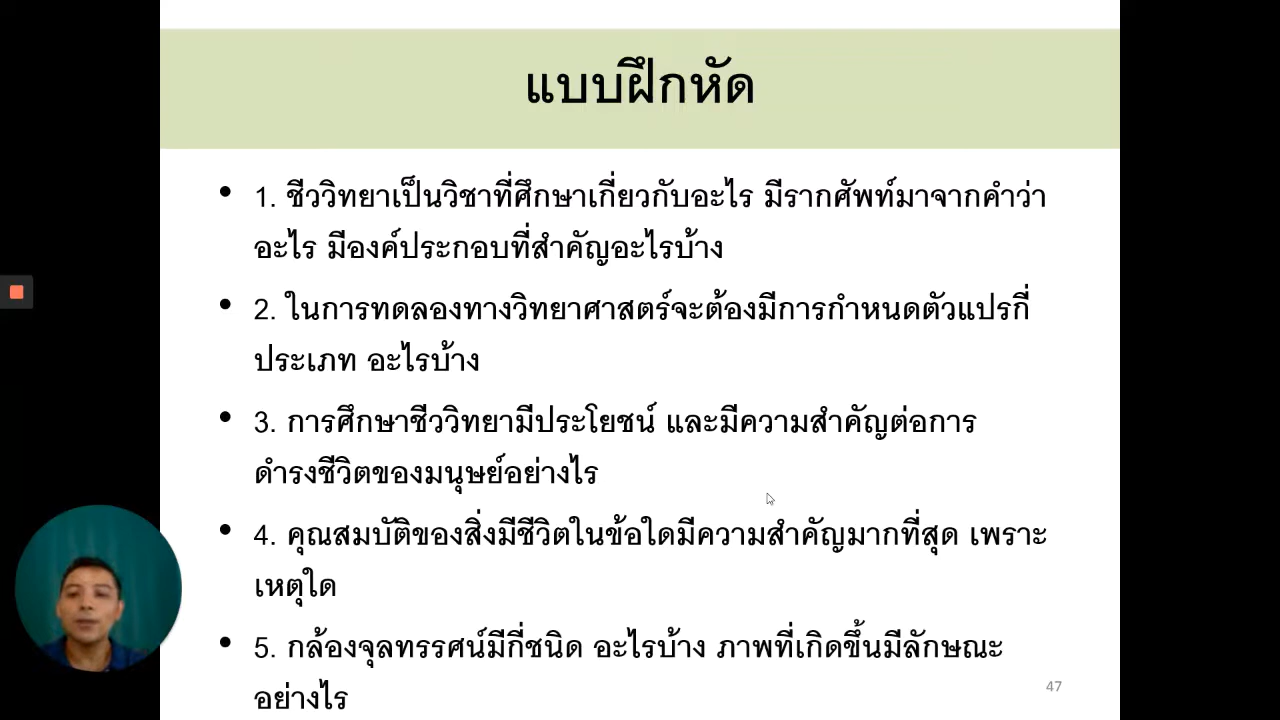 แบบฝึกหัด
• 1. ชีววิทยาเป็นวิชาที่ศึกษาเกี่ยวกับอะไร มีรากศัพท์มาจากคำว่า
อะไร มีองค์ประกอบที่สำคัญอะไรบ้าง
• 2. ในการทดลองทางวิทยาศาสตร์จะต้องมีการกำหนดตัวแปรกี่
ประเภท อะไรบ้าง
• 3. การศึกษาชีววิทยามีประโยชน์ และมีความสำคัญต่อการ
ดำรงชีวิตของมนุษย์อย่างไร
• 4. คุณสมบัติของสิ่งมีชีวิตในข้อใดมีความสำคัญมากที่สุด เพราะ
เหตุใด
• 5. กล้องจุลทรรศน์มีกี่ชนิด อะไรบ้าง ภาพที่เกิดขึ้นมีลักษณะ
อย่างไร
47